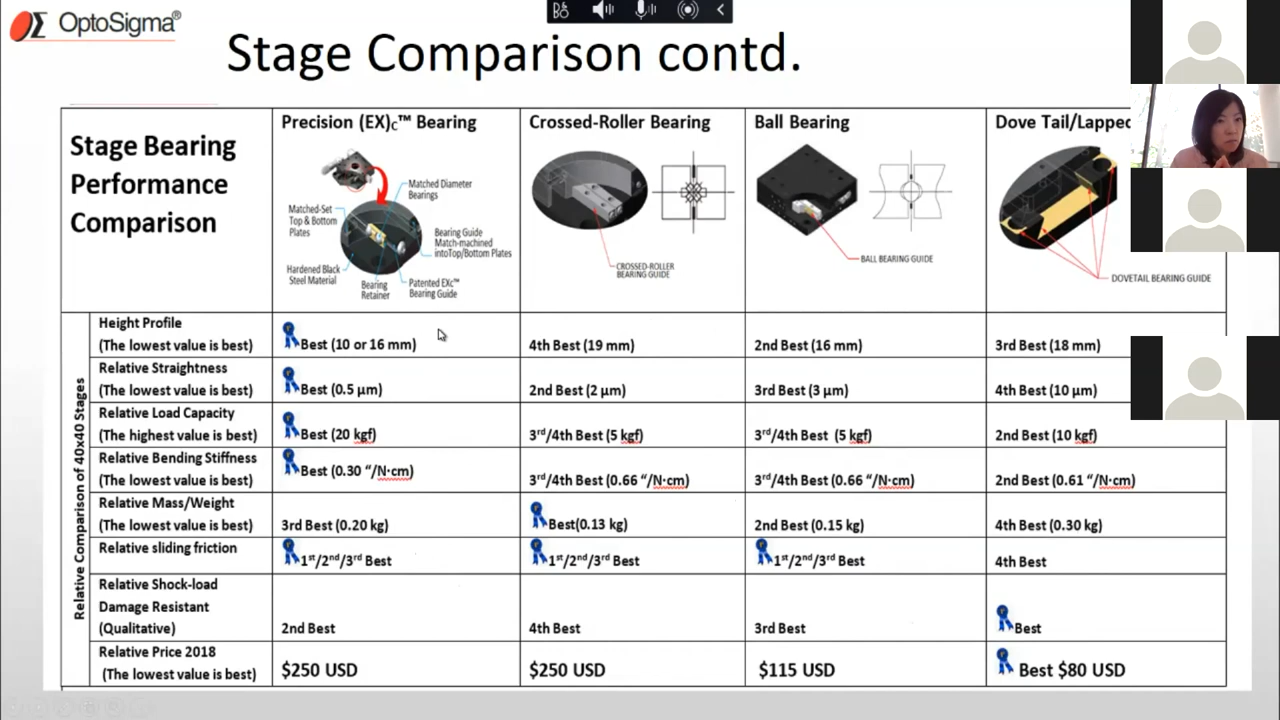 OptoSigma®
Stage Comparison contd.
Stage Bearing
Performance
Comparison
Precision (EX)C™ Bearing
Matched Diameter
Bearings
Matched-Set
Top & Bottom
Plates
Bearing Guide
Match-machined
intoTop/Bottom Plates
Hardened Black
Steel Material
Bearing
Retainer
Patented EXc™
Bearing Guide
Crossed-Roller Bearing
CROSSED-ROLLER
BEARING GUIDE
Ball Bearing
BALL BEARING GUIDE
Dove Tail/Lapped
DOVETAIL BEARING GUIDE
Relative Comparison of 40x40 Stages
Height Profile
(The lowest value is best)
Best (10 or 16 mm)
4th Best (19 mm)
2nd Best (16 mm)
3rd Best (18 mm)
Relative Straightness
(The lowest value is best)
Best (0.5 µm)
2nd Best (2 µm)
3rd Best (3 µm)
4th Best (10 µm)
Relative Load Capacity
(The highest value is best)
Best (20 kgf)
3rd/4th Best (5 kgf)
3rd/4th Best (5 kgf)
2nd Best (10 kgf)
Relative Bending Stiffness
(The lowest value is best)
Best (0.30 “/N·cm)
3rd/4th Best (0.66 “/N·cm)
3rd/4th Best (0.66 “/N·cm)
2nd Best (0.61 “/N·cm)
Relative Mass/Weight
(The lowest value is best)
3rd Best (0.20 kg)
Best(0.13 kg)
2nd Best (0.15 kg)
4th Best (0.30 kg)
Relative sliding friction
1st/2nd/3rd Best
1st/2nd/3rd Best
1st/2nd/3rd Best
4th Best
Relative Shock-load
Damage Resistant
(Qualitative)
2nd Best
4th Best
3rd Best
Best
Relative Price 2018
(The lowest value is best)
$250 USD
$250 USD
$115 USD
Best $80 USD